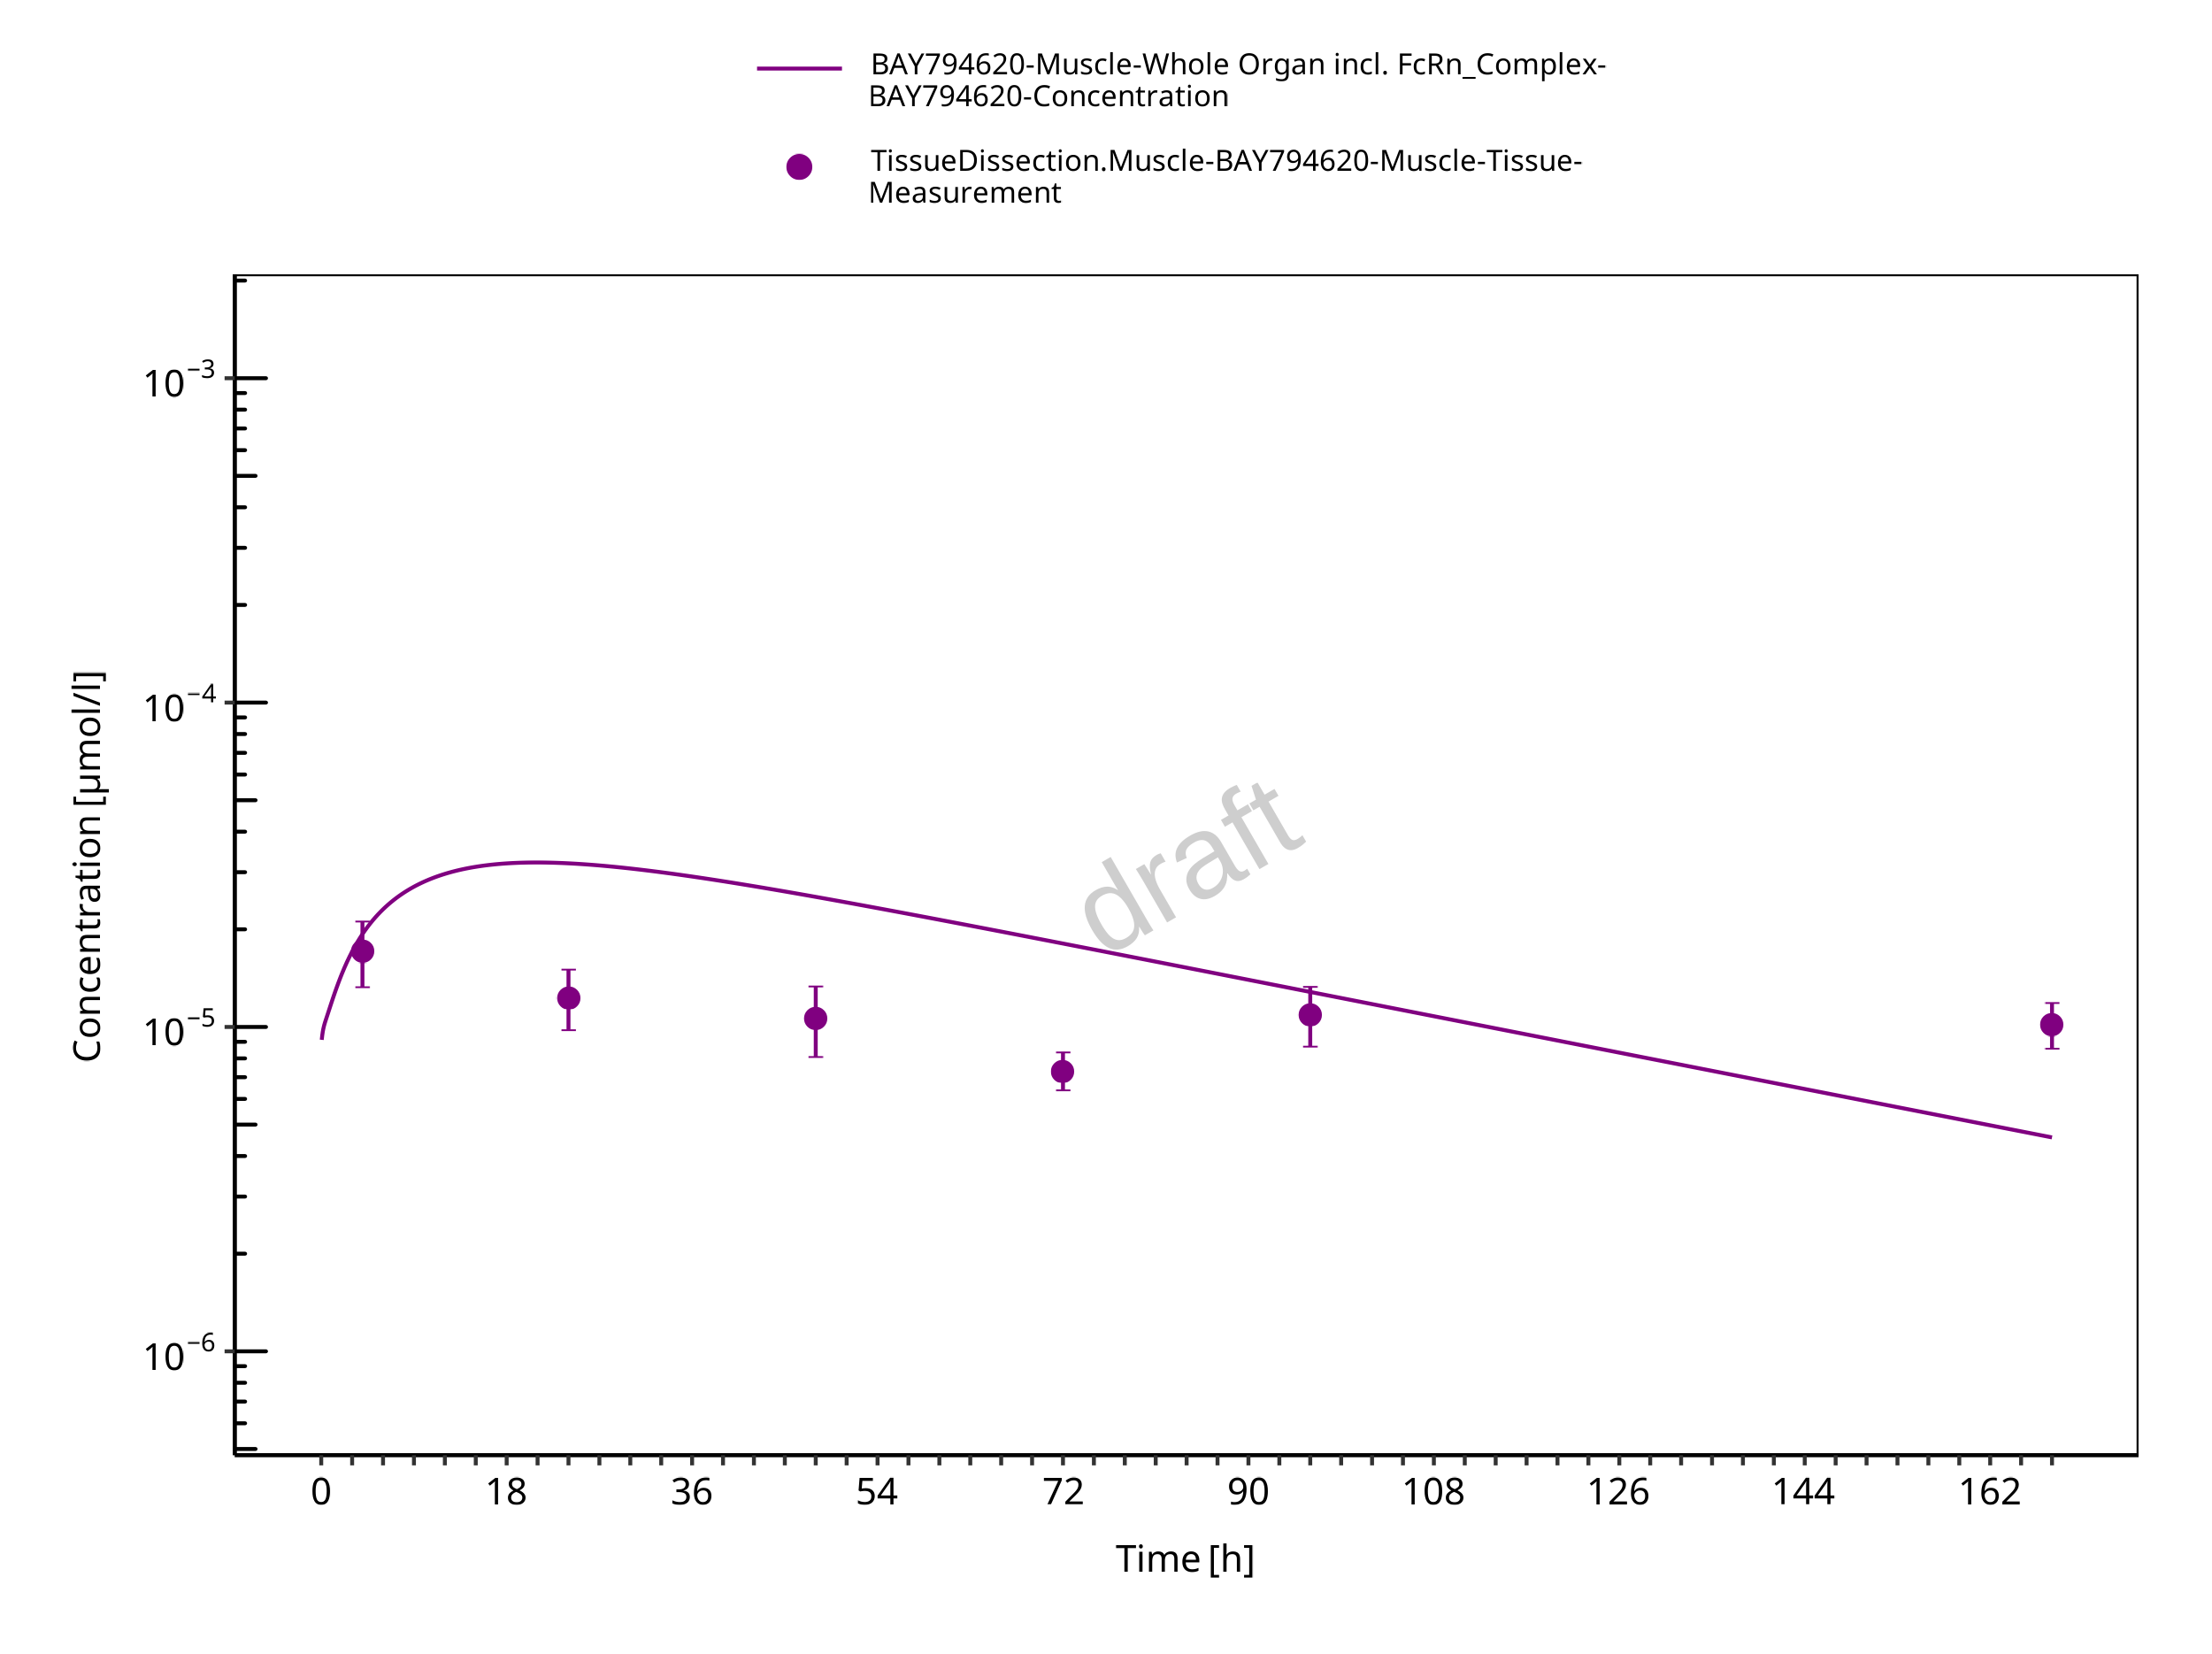 BAY794620-Muscle-Whole Organ incl. FcRn_Complex-
BAY794620-Concentration
TissueDissection.Muscle-BAY794620-Muscle-Tissue-
Measurement
10−3
10−4
10−5
10−6
Concentration [µmol/l]
draft
0 18 36 54 72 90 108 126 144 162
Time [h]